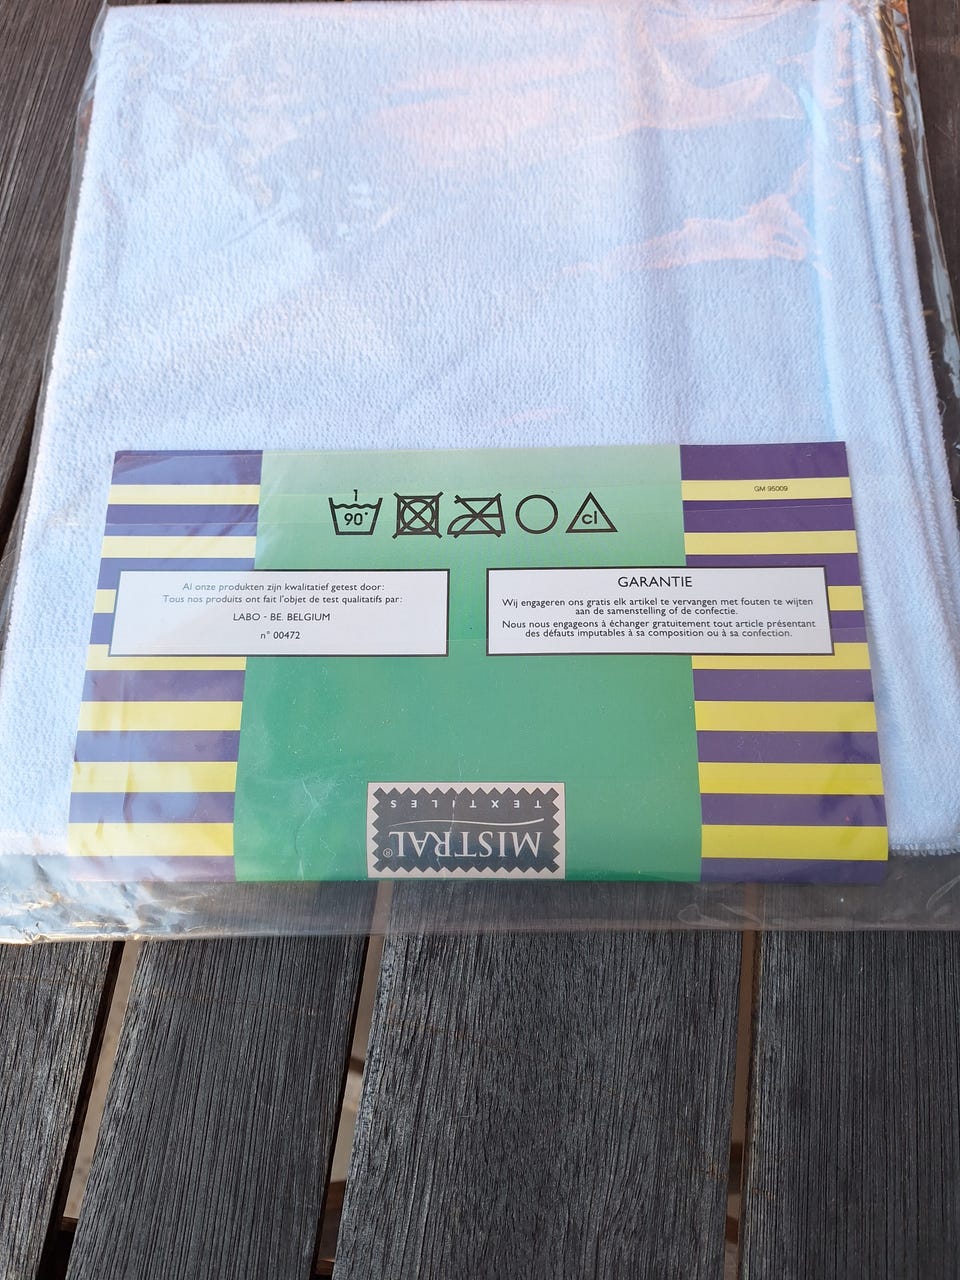 1
90°
cl
GM 95009
Al onze produkten zijn kwalitatief getest door:
Tous nos produits ont fait l'objet de test qualitatifs par:
LABO - BE. BELGIUM
n° 00472
GARANTIE
Wij engageren ons gratis elk artikel te vervangen met fouten te wijten
aan de samenstelling of de confectie.
Nous nous engageons à échanger gratuitement tout article présentant
des défauts imputables à sa composition ou à sa confection.
MISTRAL®
TEXTILES